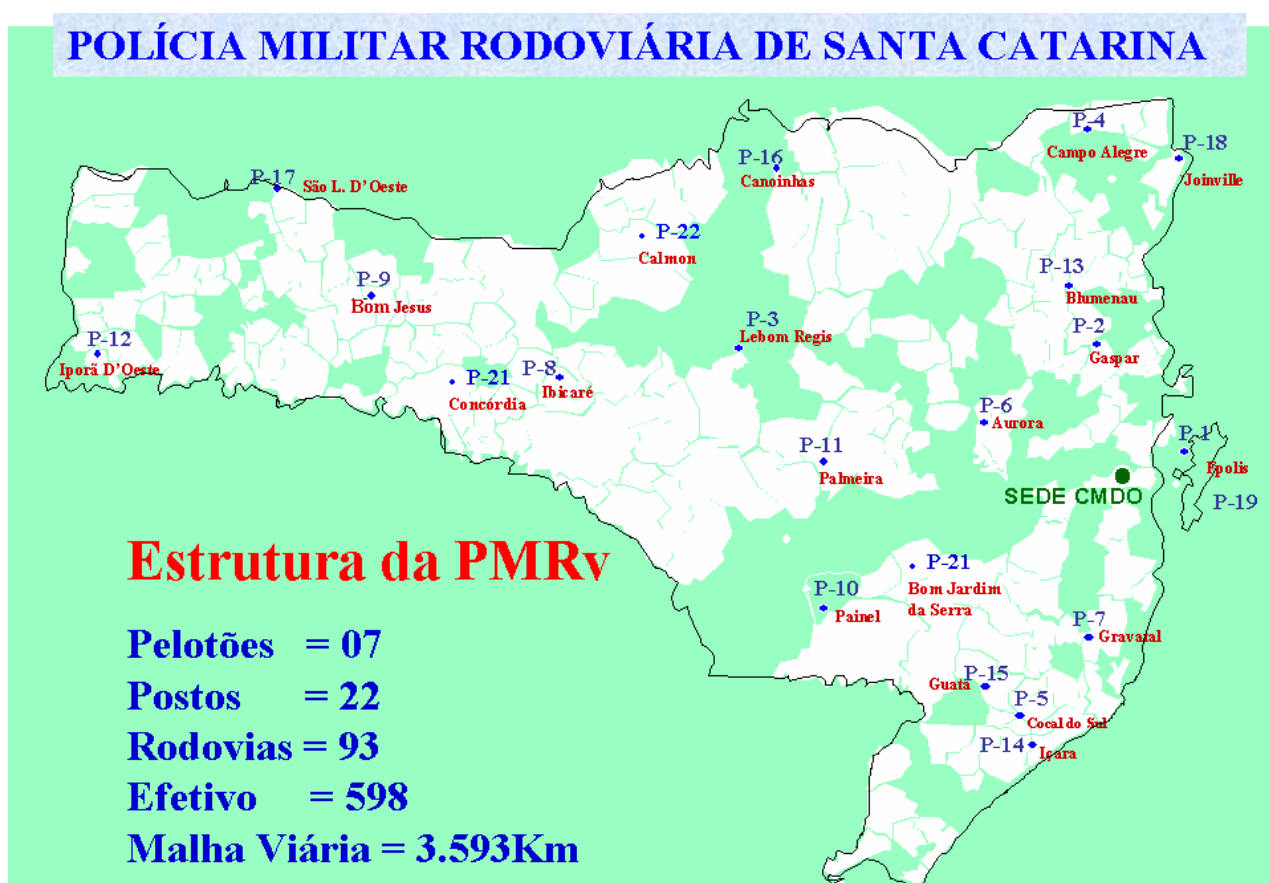 POLÍCIA MILITAR RODOVIÁRIA DE SANTA CATARINA
P-4
Campo Alegre
P-18
Joinville
P-16
Canoinhas
P-17
São L. D'Oeste
P-22
Calmon
P-13
Blumenau
P-9
Bom Jesus
P-3
Lebom Regis
P-2
Gaspar
P-12
Iporã D'Oeste
P-21
Concórdia
P-8
Ibicaré
P-6
Aurora
P-11
Palmeira
P-1
Fpolis
SEDE CMDO
P-19
Estrutura da PMRv
P-21
Bom Jardim
da Serra
P-10
Painel
P-7
Gravatal
P-15
Guatá
P-5
Cocal do Sul
P-14
Içara
Pelotões = 07
Postos = 22
Rodovias = 93
Efetivo = 598
Malha Viária = 3.593Km